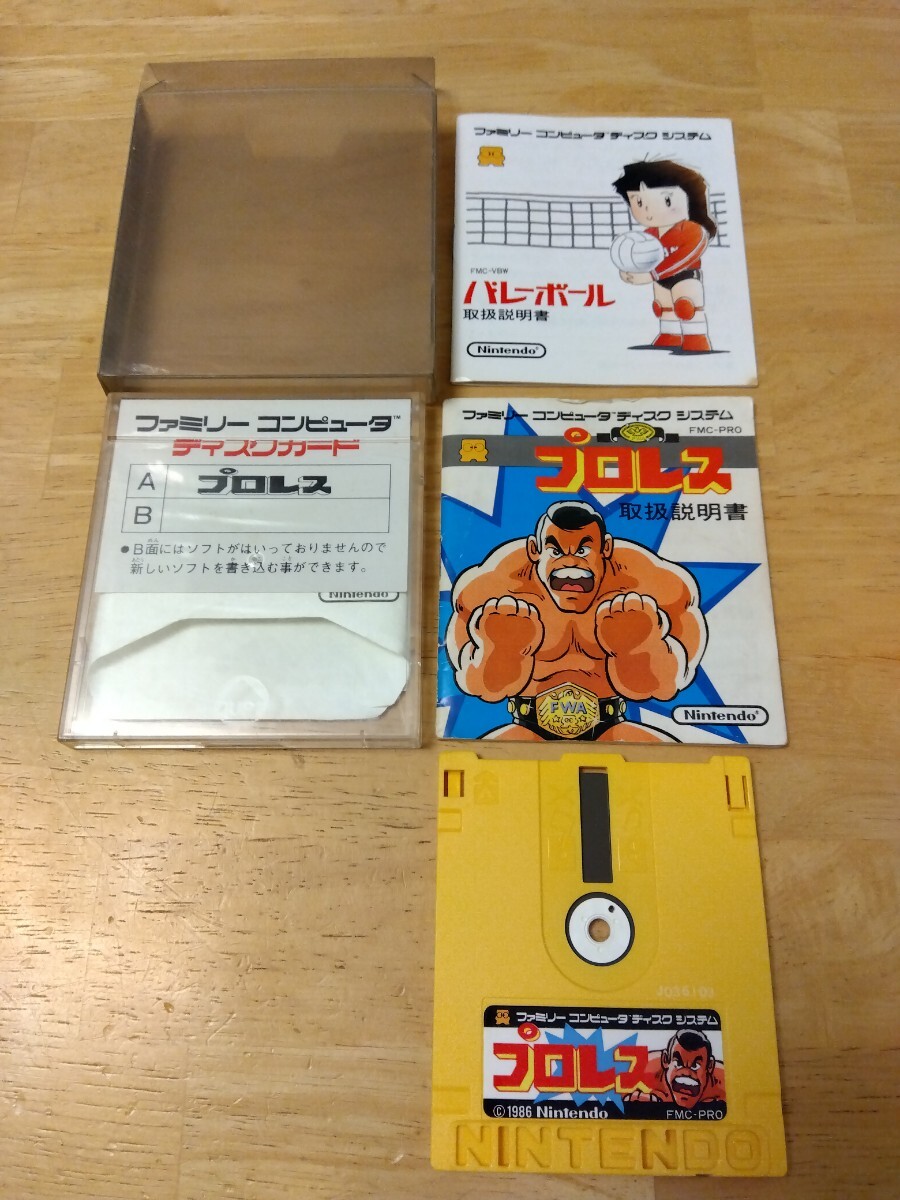 ファミリー コンピュータ ディスク システム
FMC-VBW
バレーボール
取扱説明書
Nintendo®
ファミリー コンピュータ™
ディスクカード
A プロレス
B
●B面にはソフトがはいっておりませんので
新しいソフトを書き込む事ができます。
Nintendo
ファミリー コンピュータ™ ディスク システム
FMC-PRO
プロレス
取扱説明書
FWA
Nintendo®
J036103
ファミリー コンピュータ™ ディスク システム
プロレス
©1986 Nintendo
FMC-PRO
NINTENDO